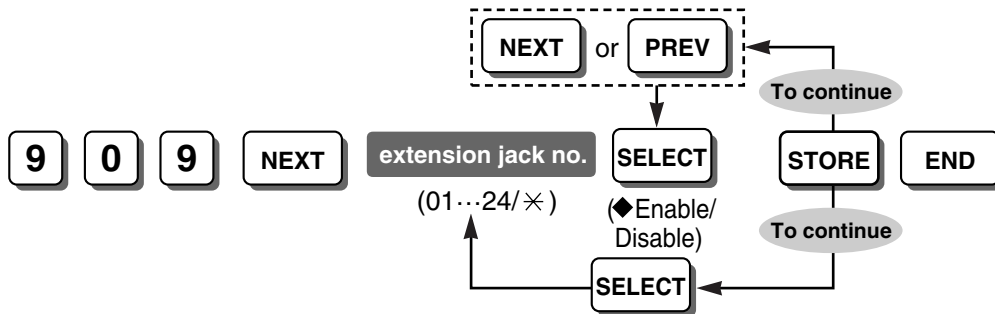 NEXT or PREV
To continue
9 0 9 NEXT extension jack no. SELECT STORE END
(01···24/✳)
(◆Enable/
Disable)
To continue
SELECT